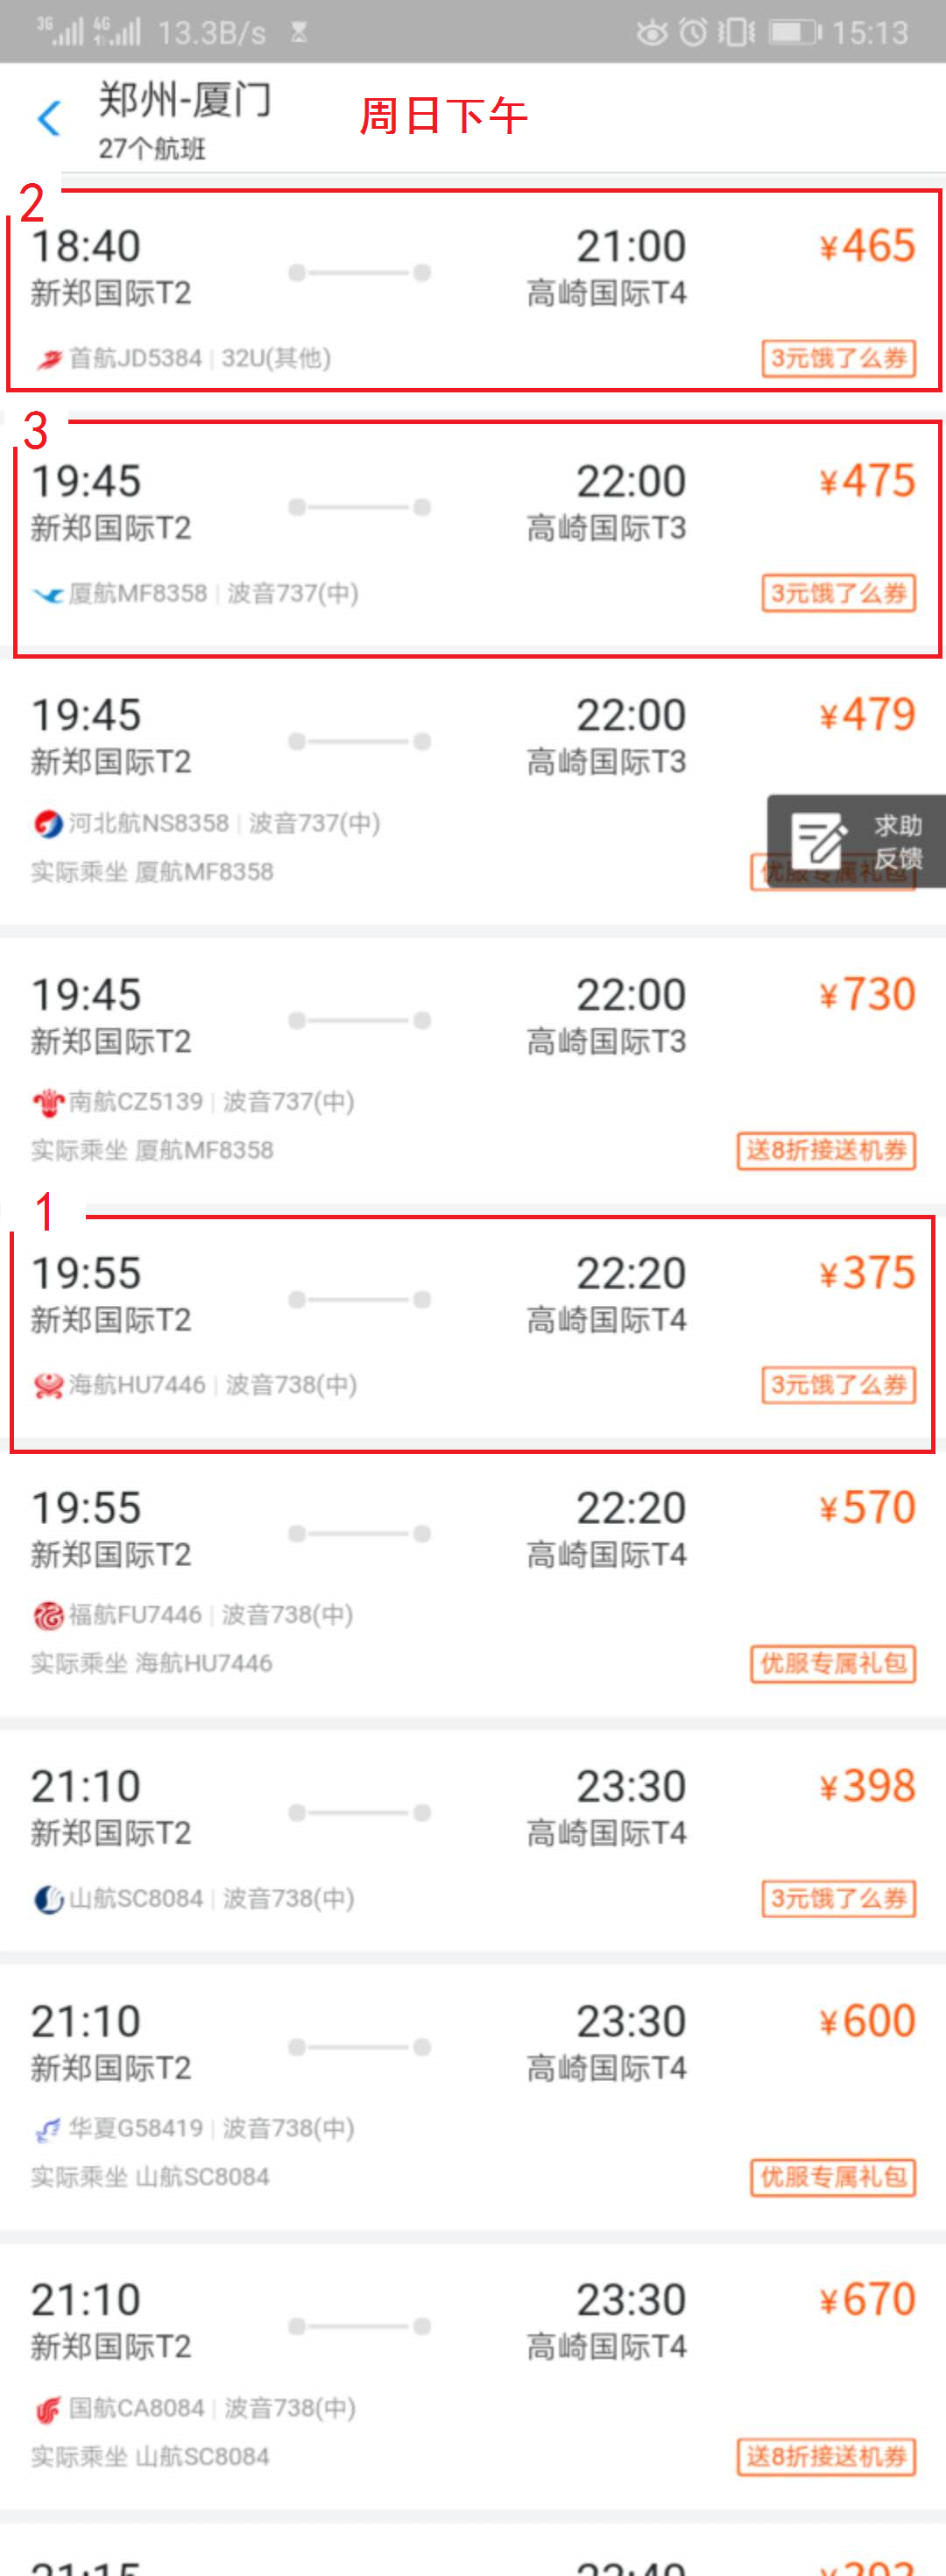 3G 4G 13.3B/s 15:13
郑州-厦门
27个航班
周日下午
2
18:40 21:00 ¥465
新郑国际T2 高崎国际T4
首航JD5384 | 32U(其他) 3元饿了么券
3
19:45 22:00 ¥475
新郑国际T2 高崎国际T3
厦航MF8358 | 波音737(中) 3元饿了么券
19:45 22:00 ¥479
新郑国际T2 高崎国际T3
河北航NS8358 | 波音737(中)
求助
反馈
实际乘坐 厦航MF8358 优服专属礼包
19:45 22:00 ¥730
新郑国际T2 高崎国际T3
南航CZ5139 | 波音737(中)
实际乘坐 厦航MF8358 送8折接送机券
1
19:55 22:20 ¥375
新郑国际T2 高崎国际T4
海航HU7446 | 波音738(中) 3元饿了么券
19:55 22:20 ¥570
新郑国际T2 高崎国际T4
福航FU7446 | 波音738(中)
实际乘坐 海航HU7446 优服专属礼包
21:10 23:30 ¥398
新郑国际T2 高崎国际T4
山航SC8084 | 波音738(中) 3元饿了么券
21:10 23:30 ¥600
新郑国际T2 高崎国际T4
华夏G58419 | 波音738(中)
实际乘坐 山航SC8084 优服专属礼包
21:10 23:30 ¥670
新郑国际T2 高崎国际T4
国航CA8084 | 波音738(中)
实际乘坐 山航SC8084 送8折接送机券